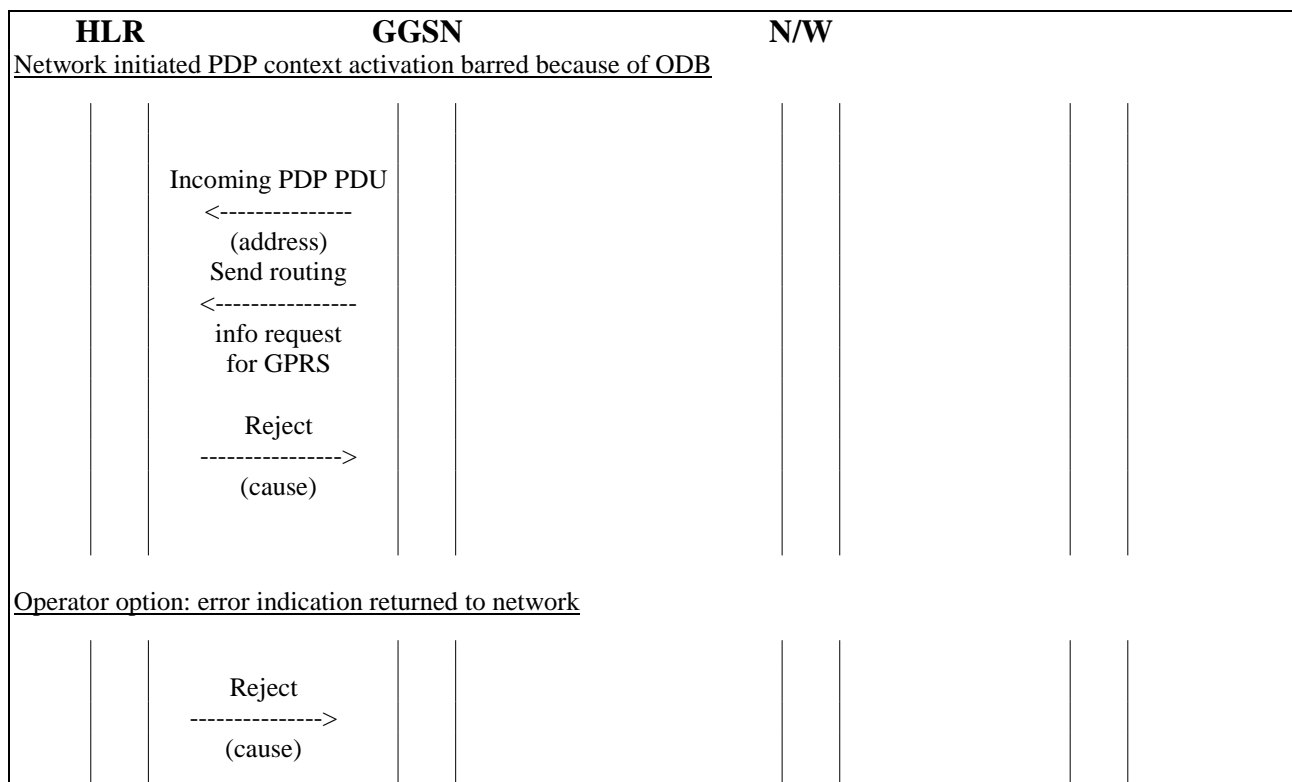 HLR GGSN N/W
Network initiated PDP context activation barred because of ODB
Incoming PDP PDU
<---------------
(address)
Send routing
<----------------
info request
for GPRS
Reject
---------------->
(cause)
Operator option: error indication returned to network
Reject
--------------->
(cause)